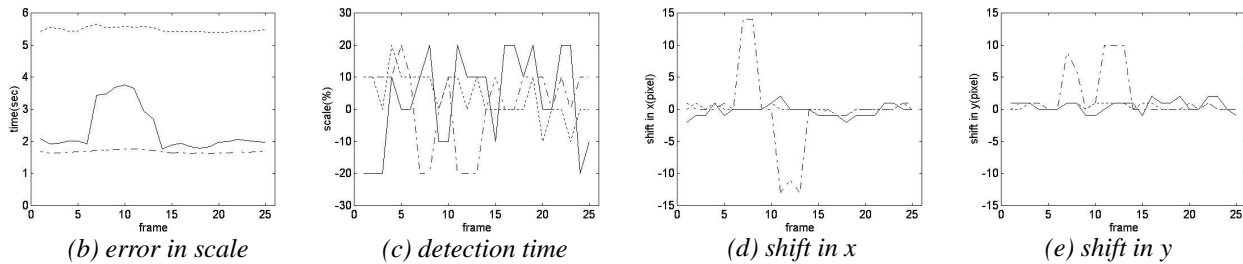 6
5
4
3
2
1
0
time(sec)
0 5 10 15 20 25
frame
(b) error in scale
30
20
10
0
-10
-20
-30
scale(%)
0 5 10 15 20 25
frame
(c) detection time
15
10
5
0
-5
-10
-15
shift in x(pixel)
0 5 10 15 20 25
frame
(d) shift in x
15
10
5
0
-5
-10
-15
shift in y(pixel)
0 5 10 15 20 25
frame
(e) shift in y